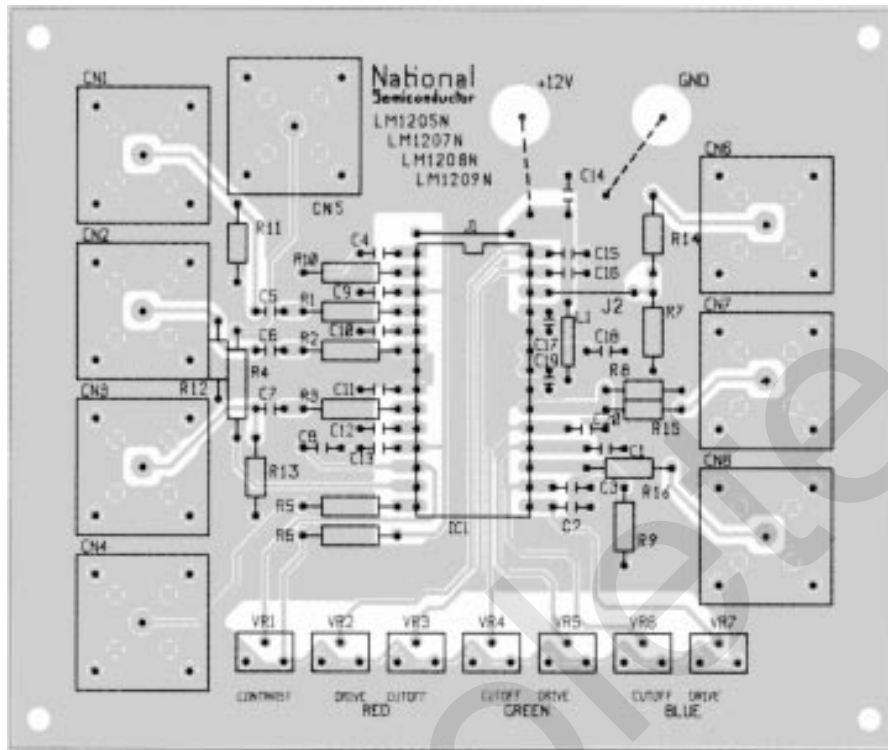 National
Semiconductor
LM1205N
LM1207N
LM1208N
LM1209N
+12V
GND
CN1
CN2
CN3
CN4
CN5
CN6
CN7
CN8
R11
C4
R10
C9
C5
R1
C10
C6
R2
R4
R12
C11
C7
R3
C12
C8
C13
R13
R5
R6
J1
IC1
C14
C15
C16
R14
J2
R7
L1
C17
C18
C19
R8
R15
C1
C3
R16
C2
R9
VR1
VR2
VR3
VR4
VR5
VR6
VR7
CONTRAST
DRIVE
CUTOFF
CUTOFF
DRIVE
CUTOFF
DRIVE
RED
GREEN
BLUE